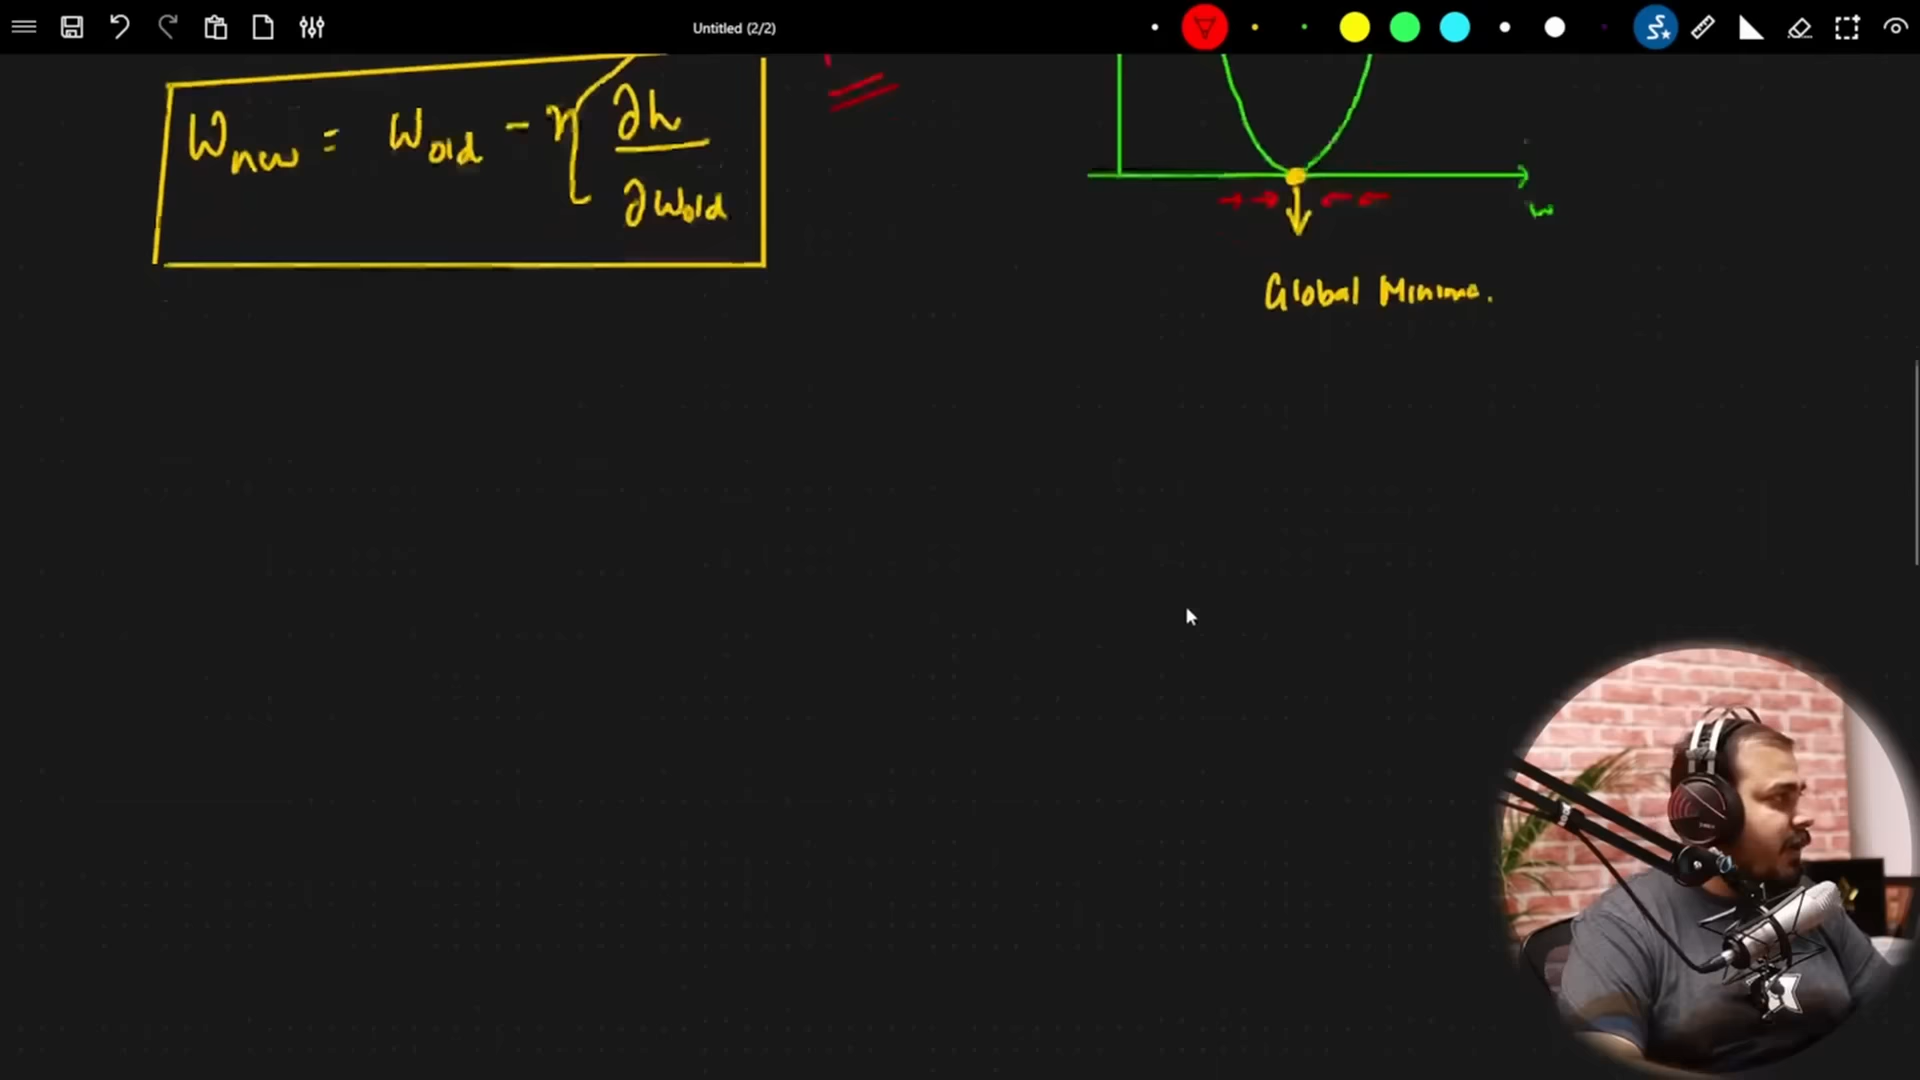 Untitled (2/2)
Wnew = Wold - η ∂L
∂Wold
w
Global Minima.